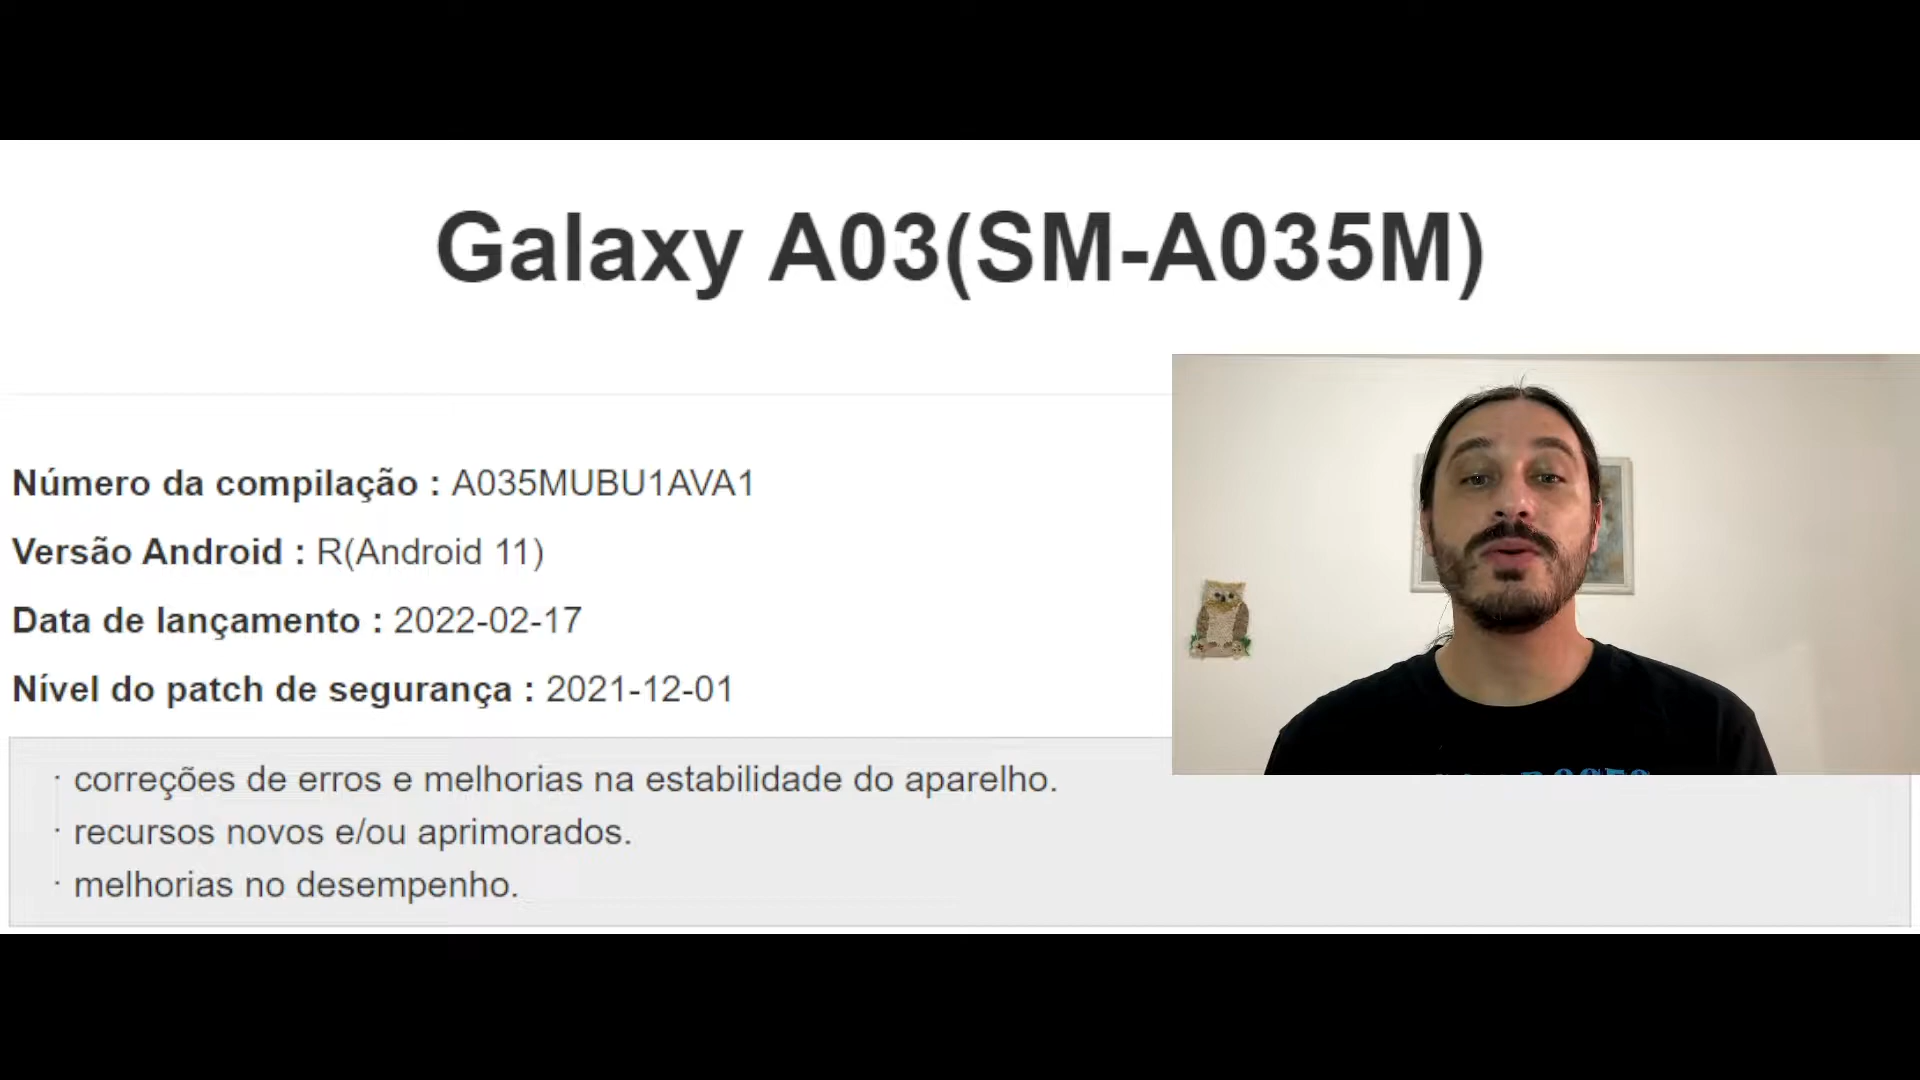 Galaxy A03(SM-A035M)
Número da compilação : A035MUBU1AVA1
Versão Android : R(Android 11)
Data de lançamento : 2022-02-17
Nível do patch de segurança : 2021-12-01
· correções de erros e melhorias na estabilidade do aparelho.
· recursos novos e/ou aprimorados.
· melhorias no desempenho.